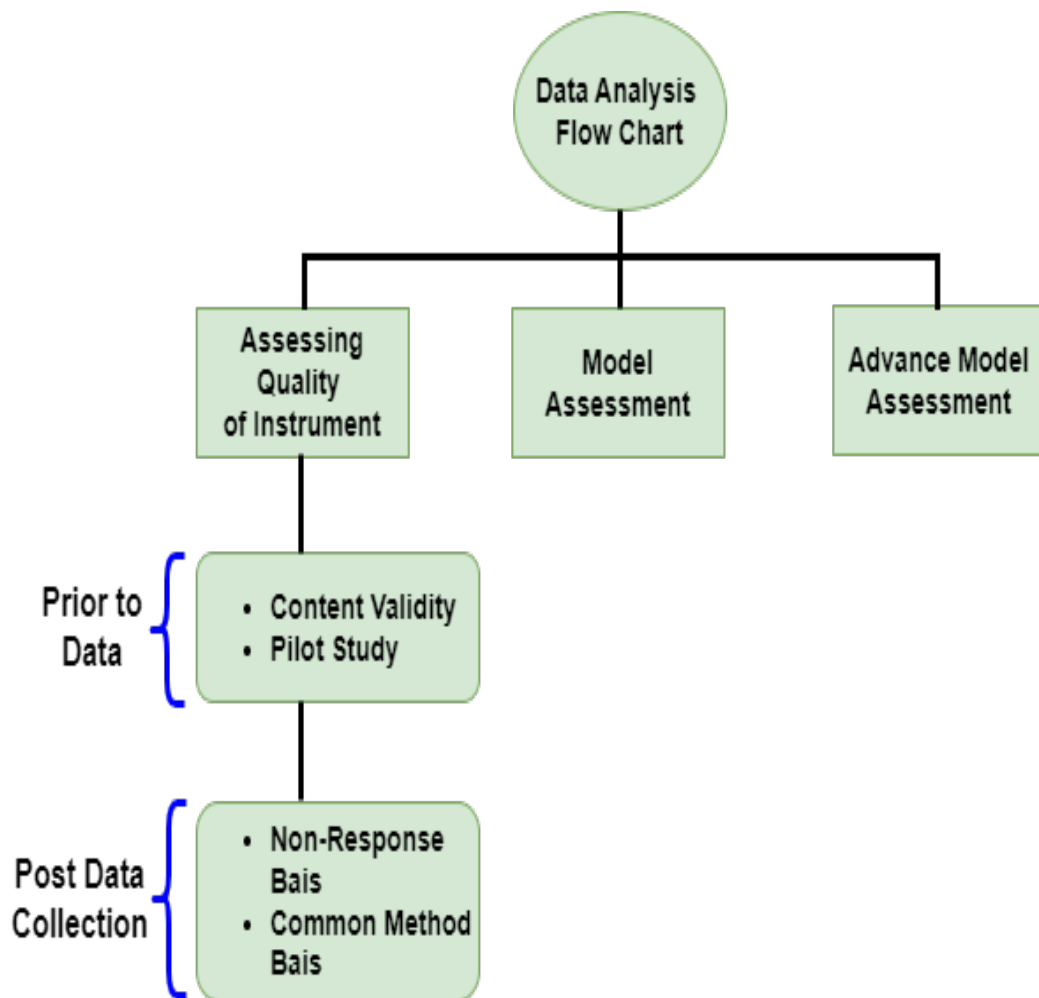 Data Analysis
Flow Chart
Assessing
Quality
of Instrument
Model
Assessment
Advance Model
Assessment
Prior to
Data
• Content Validity
• Pilot Study
Post Data
Collection
• Non-Response
Bais
• Common Method
Bais